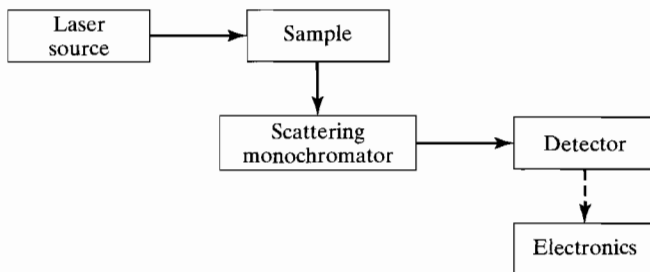 Laser
source
Sample
Scattering
monochromator
Detector
Electronics